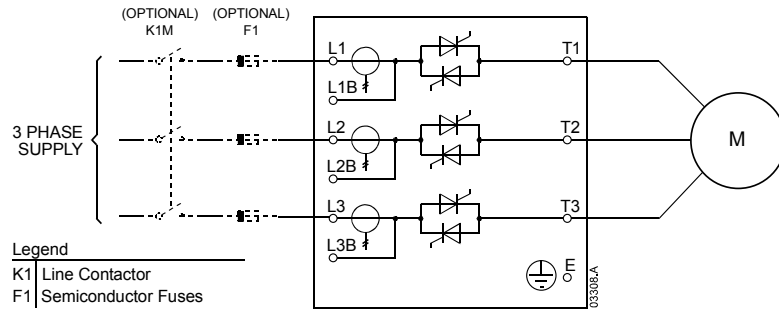 (OPTIONAL) (OPTIONAL)
K1M F1
L1 T1
L1B
3 PHASE
SUPPLY
L2 T2
M
L2B
L3 T3
L3B
E
03308.A
Legend
K1 Line Contactor
F1 Semiconductor Fuses